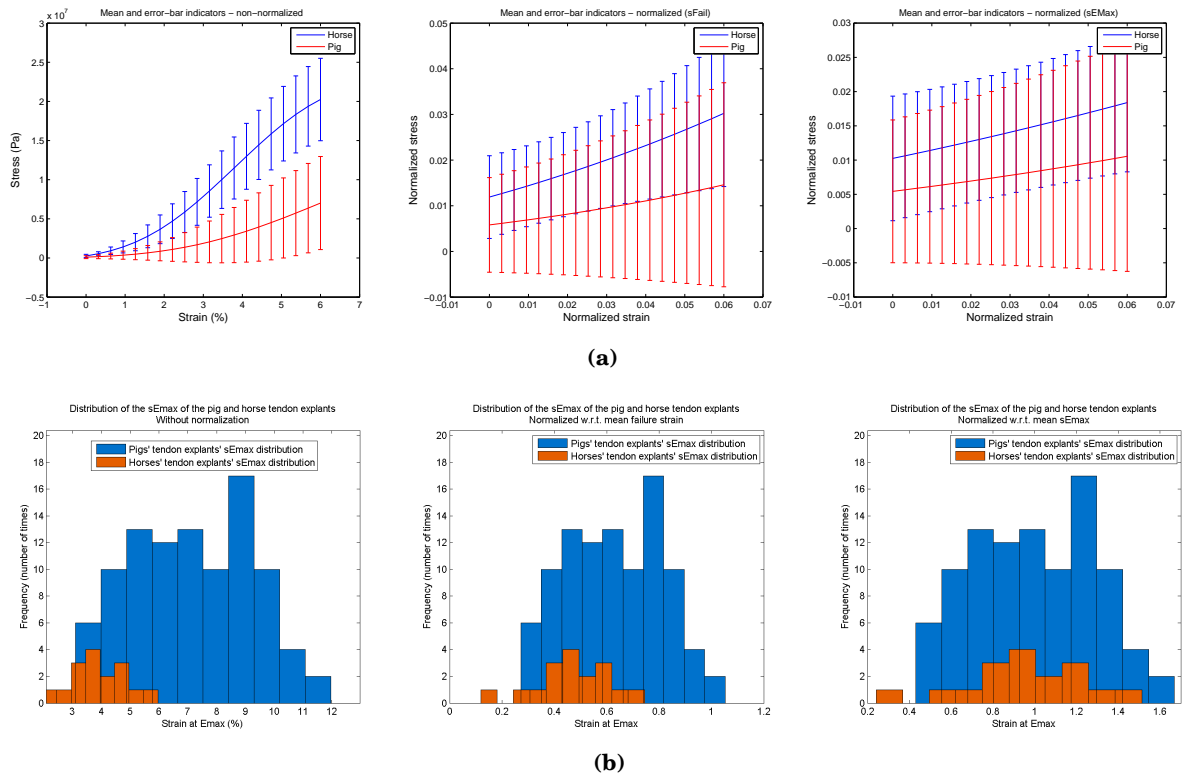 Mean and error−bar indicators − non−normalized
x 10^7
3
2.5
2
1.5
1
0.5
0
−0.5
Stress (Pa)
Horse
Pig
−1 0 1 2 3 4 5 6 7
Strain (%)
Mean and error−bar indicators − normalized (sFail)
0.05
0.04
0.03
0.02
0.01
0
−0.01
Normalized stress
Horse
Pig
−0.01 0 0.01 0.02 0.03 0.04 0.05 0.06 0.07
Normalized strain
Mean and error−bar indicators − normalized (sEMax)
0.03
0.025
0.02
0.015
0.01
0.005
0
−0.005
−0.01
Normalized stress
Horse
Pig
−0.01 0 0.01 0.02 0.03 0.04 0.05 0.06 0.07
Normalized strain
(a)
Distribution of the sEmax of the pig and horse tendon explants
Without normalization
20
18
16
14
12
10
8
6
4
2
0
Frequency (number of times)
Pigs' tendon explants' sEmax distribution
Horses' tendon explants' sEmax distribution
3 4 5 6 7 8 9 10 11 12
Strain at Emax (%)
Distribution of the sEmax of the pig and horse tendon explants
Normalized w.r.t. mean failure strain
20
18
16
14
12
10
8
6
4
2
0
Frequency (number of times)
Pigs' tendon explants' sEmax distribution
Horses' tendon explants' sEmax distribution
0 0.2 0.4 0.6 0.8 1 1.2
Strain at Emax
Distribution of the sEmax of the pig and horse tendon explants
Normalized w.r.t. mean sEmax
20
18
16
14
12
10
8
6
4
2
0
Frequency (number of times)
Pigs' tendon explants' sEmax distribution
Horses' tendon explants' sEmax distribution
0.2 0.4 0.6 0.8 1 1.2 1.4 1.6
Strain at Emax
(b)